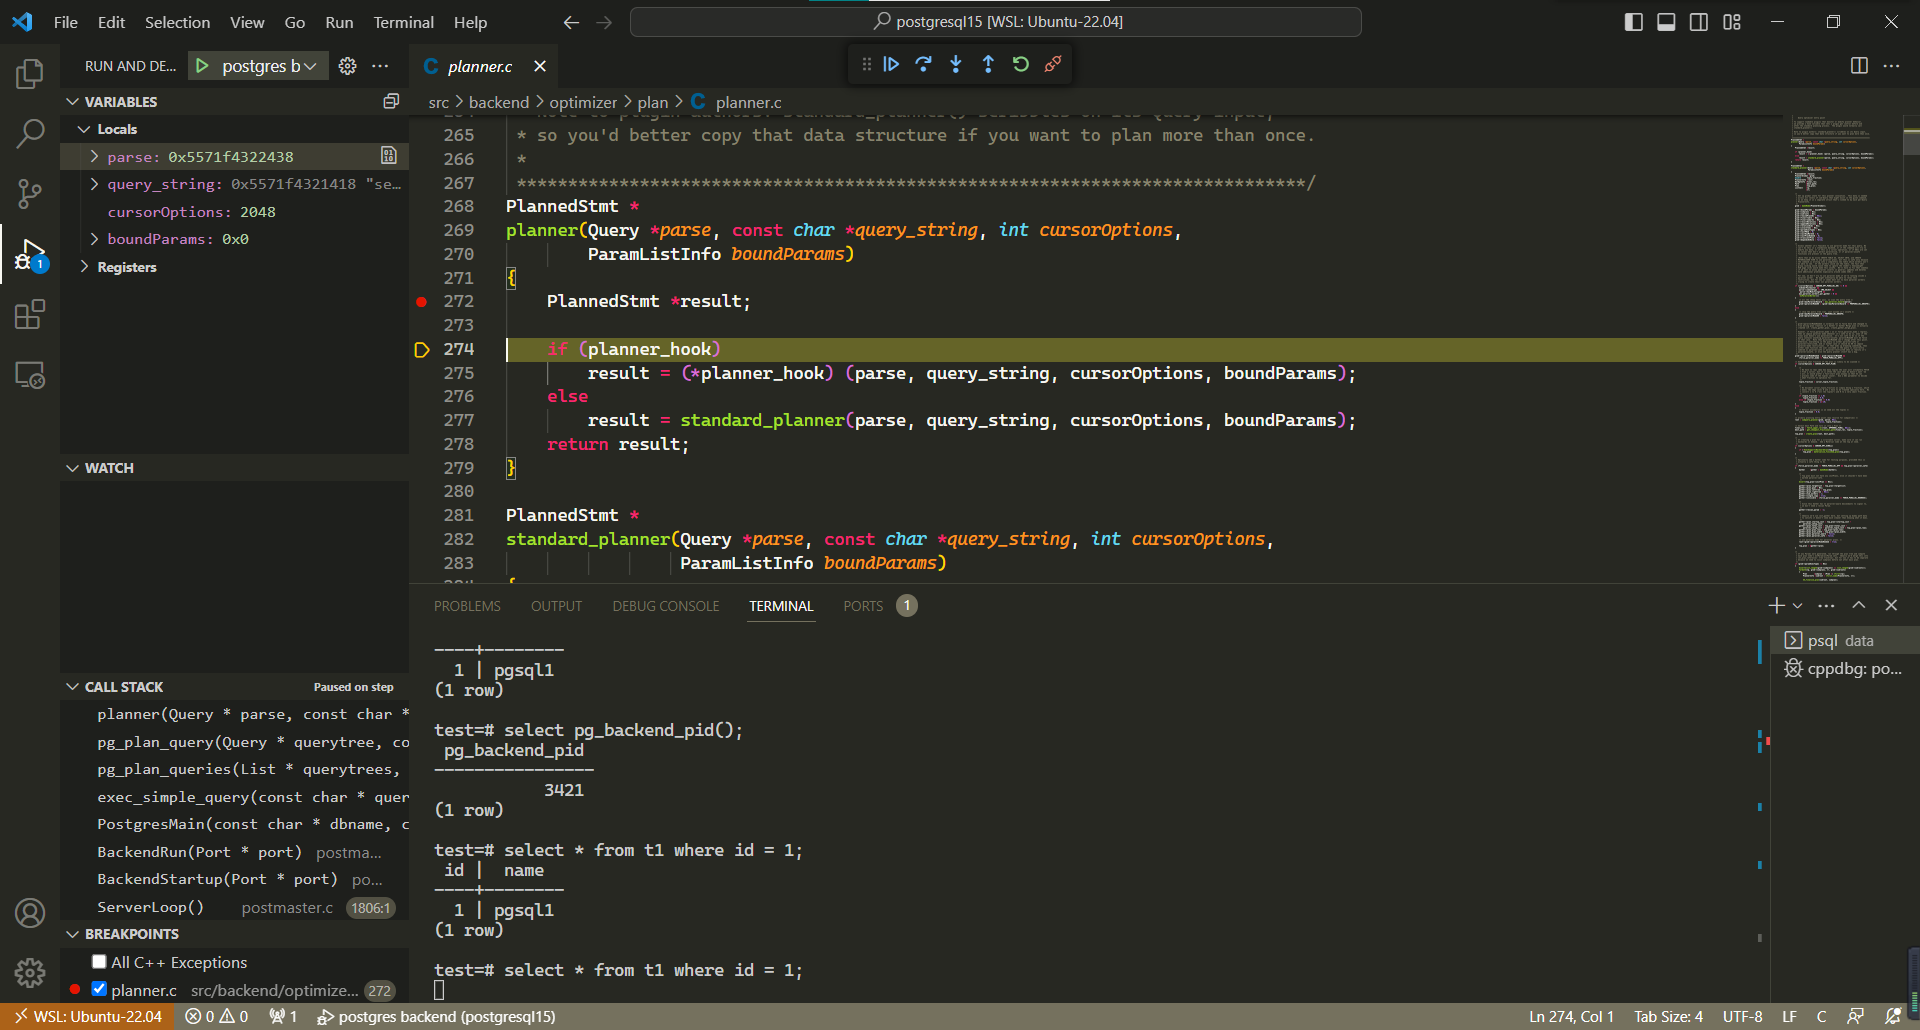 File Edit Selection View Go Run Terminal Help
postgresql15 [WSL: Ubuntu-22.04]
RUN AND DE...
postgres b
planner.c
VARIABLES
src > backend > optimizer > plan > C planner.c
Locals
parse: 0x5571f4322438
query_string: 0x5571f4321418 "se...
cursorOptions: 2048
boundParams: 0x0
Registers
265 * so you'd better copy that data structure if you want to plan more than once.
266 *
267 *****************************************************************************/
268 PlannedStmt *
269 planner(Query *parse, const char *query_string, int cursorOptions,
270 ParamListInfo boundParams)
271 {
272 PlannedStmt *result;
273
274 if (planner_hook)
275 result = (*planner_hook) (parse, query_string, cursorOptions, boundParams);
276 else
277 result = standard_planner(parse, query_string, cursorOptions, boundParams);
278 return result;
279 }
280
281 PlannedStmt *
282 standard_planner(Query *parse, const char *query_string, int cursorOptions,
283 ParamListInfo boundParams)
WATCH
CALL STACK
Paused on step
planner(Query * parse, const char *
pg_plan_query(Query * querytree, co
pg_plan_queries(List * querytrees,
exec_simple_query(const char * quer
PostgresMain(const char * dbname, c
BackendRun(Port * port) postma...
BackendStartup(Port * port) po...
ServerLoop() postmaster.c 1806:1
BREAKPOINTS
All C++ Exceptions
planner.c src/backend/optimize... 272
PROBLEMS OUTPUT DEBUG CONSOLE TERMINAL PORTS 1
psql data
cppdbg: po...
----+--------
1 | pgsql1
(1 row)
test=# select pg_backend_pid();
pg_backend_pid
----------------
3421
(1 row)
test=# select * from t1 where id = 1;
id | name
----+--------
1 | pgsql1
(1 row)
test=# select * from t1 where id = 1;
WSL: Ubuntu-22.04 0 0 1 postgres backend (postgresql15)
Ln 274, Col 1 Tab Size: 4 UTF-8 LF C